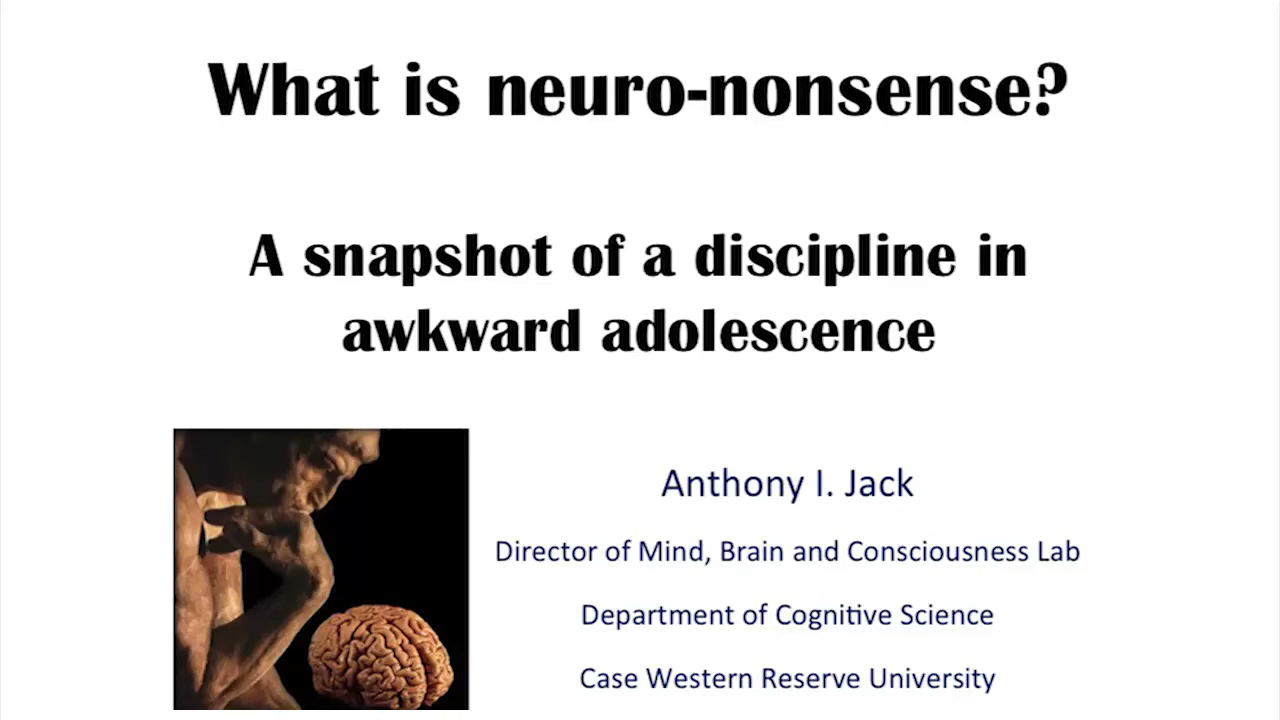 What is neuro-nonsense?
A snapshot of a discipline in
awkward adolescence
Anthony I. Jack
Director of Mind, Brain and Consciousness Lab
Department of Cognitive Science
Case Western Reserve University